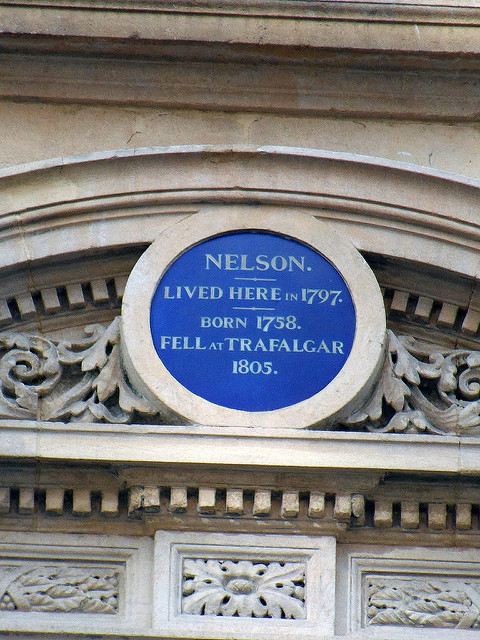 NELSON.
LIVED HERE IN 1797.
BORN 1758.
FELL AT TRAFALGAR
1805.